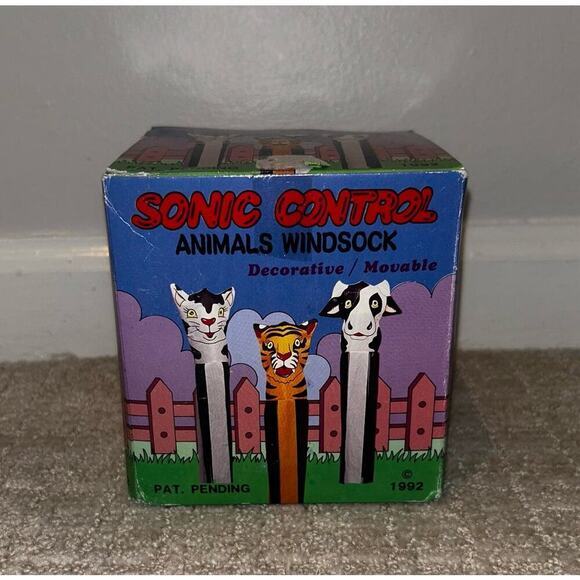 SONIC CONTROL
ANIMALS WINDSOCK
Decorative / Movable
PAT. PENDING
©
1992